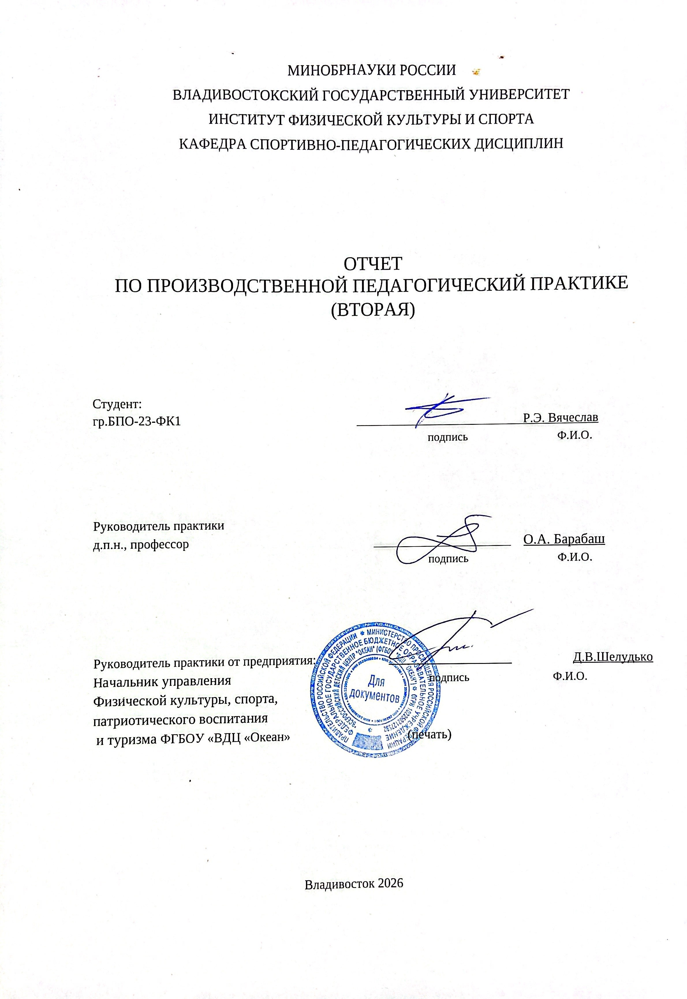 МИНОБРНАУКИ РОССИИ
ВЛАДИВОСТОКСКИЙ ГОСУДАРСТВЕННЫЙ УНИВЕРСИТЕТ
ИНСТИТУТ ФИЗИЧЕСКОЙ КУЛЬТУРЫ И СПОРТА
КАФЕДРА СПОРТИВНО-ПЕДАГОГИЧЕСКИХ ДИСЦИПЛИН
ОТЧЕТ
ПО ПРОИЗВОДСТВЕННОЙ ПЕДАГОГИЧЕСКИЙ ПРАКТИКЕ
(ВТОРАЯ)
Студент:
гр.БПО-23-ФК1 Р.Э. Вячеслав
подпись Ф.И.О.
Руководитель практики
д.п.н., профессор О.А. Барабаш
подпись Ф.И.О.
Руководитель практики от предприятия: Д.В.Шелудько
Начальник управления подпись Ф.И.О.
Физической культуры, спорта,
патриотического воспитания
и туризма ФГБОУ «ВДЦ «Океан» (печать)
ПРАВИТЕЛЬСТВО РОССИЙСКОЙ ФЕДЕРАЦИИ * МИНИСТЕРСТВО ПРОСВЕЩЕНИЯ РОССИЙСКОЙ ФЕДЕРАЦИИ
ФЕДЕРАЛЬНОЕ ГОСУДАРСТВЕННОЕ БЮДЖЕТНОЕ ОБРАЗОВАТЕЛЬНОЕ УЧРЕЖДЕНИЕ
"ВСЕРОССИЙСКИЙ ДЕТСКИЙ ЦЕНТР "ОКЕАН" (ФГБОУ "ВДЦ "ОКЕАН") * ОГРН 1022502127592
Для
документов
Владивосток 2026